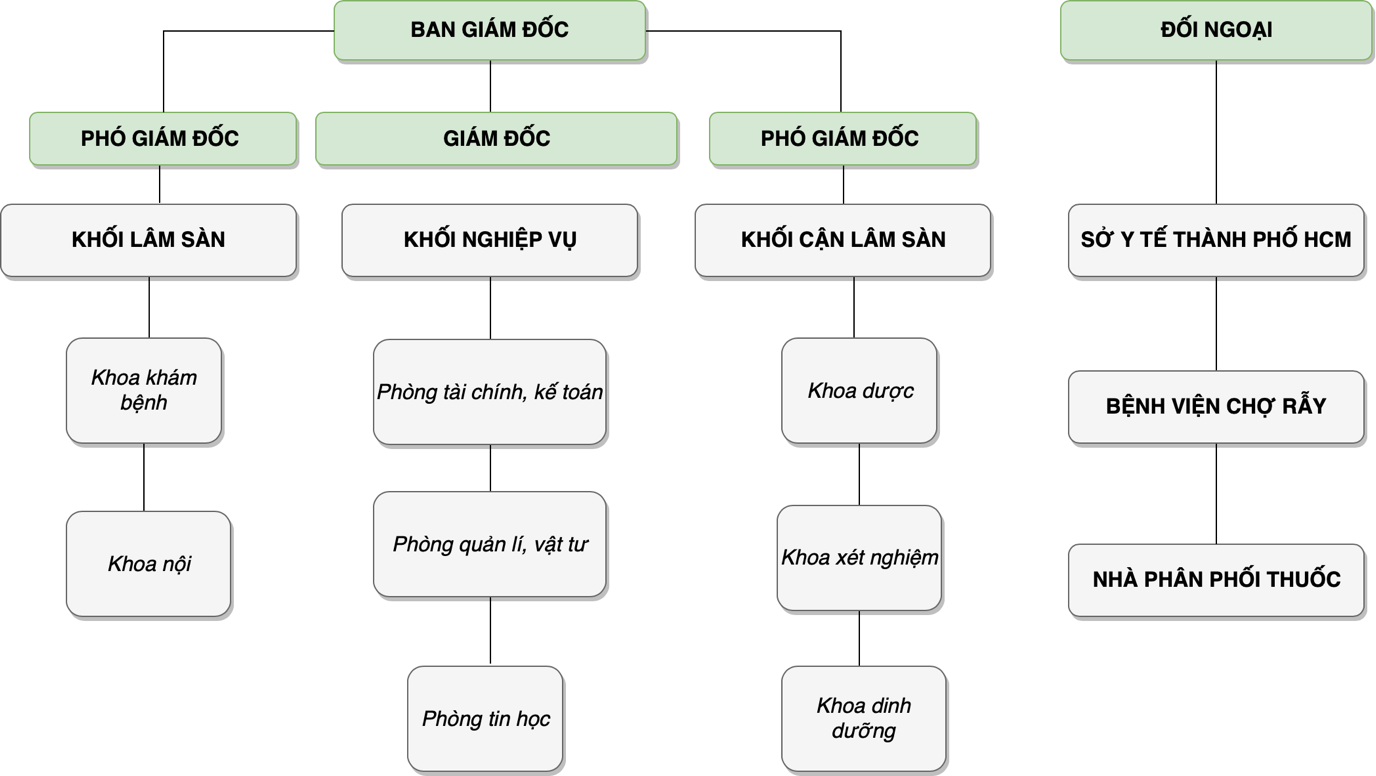 BAN GIÁM ĐỐC
ĐỐI NGOẠI
PHÓ GIÁM ĐỐC
GIÁM ĐỐC
PHÓ GIÁM ĐỐC
KHỐI LÂM SÀN
KHỐI NGHIỆP VỤ
KHỐI CẬN LÂM SÀN
SỞ Y TẾ THÀNH PHỐ HCM
Khoa khám
bệnh
Phòng tài chính, kế toán
Khoa dược
BỆNH VIỆN CHỢ RẪY
Khoa nội
Phòng quản lí, vật tư
Khoa xét nghiệm
NHÀ PHÂN PHỐI THUỐC
Phòng tin học
Khoa dinh
dưỡng